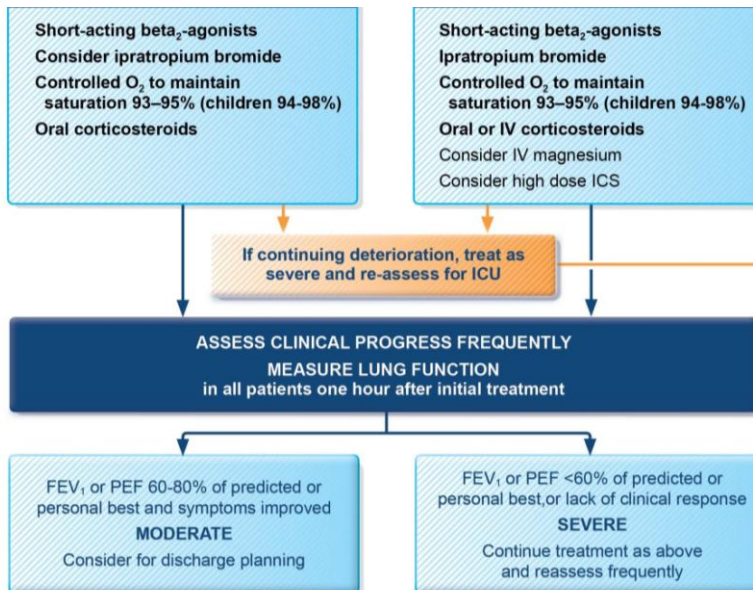 Short-acting beta₂-agonists
Consider ipratropium bromide
Controlled O₂ to maintain
saturation 93–95% (children 94-98%)
Oral corticosteroids
Short-acting beta₂-agonists
Ipratropium bromide
Controlled O₂ to maintain
saturation 93–95% (children 94-98%)
Oral or IV corticosteroids
Consider IV magnesium
Consider high dose ICS
If continuing deterioration, treat as
severe and re-assess for ICU
ASSESS CLINICAL PROGRESS FREQUENTLY
MEASURE LUNG FUNCTION
in all patients one hour after initial treatment
FEV₁ or PEF 60-80% of predicted or
personal best and symptoms improved
MODERATE
Consider for discharge planning
FEV₁ or PEF <60% of predicted or
personal best,or lack of clinical response
SEVERE
Continue treatment as above
and reassess frequently